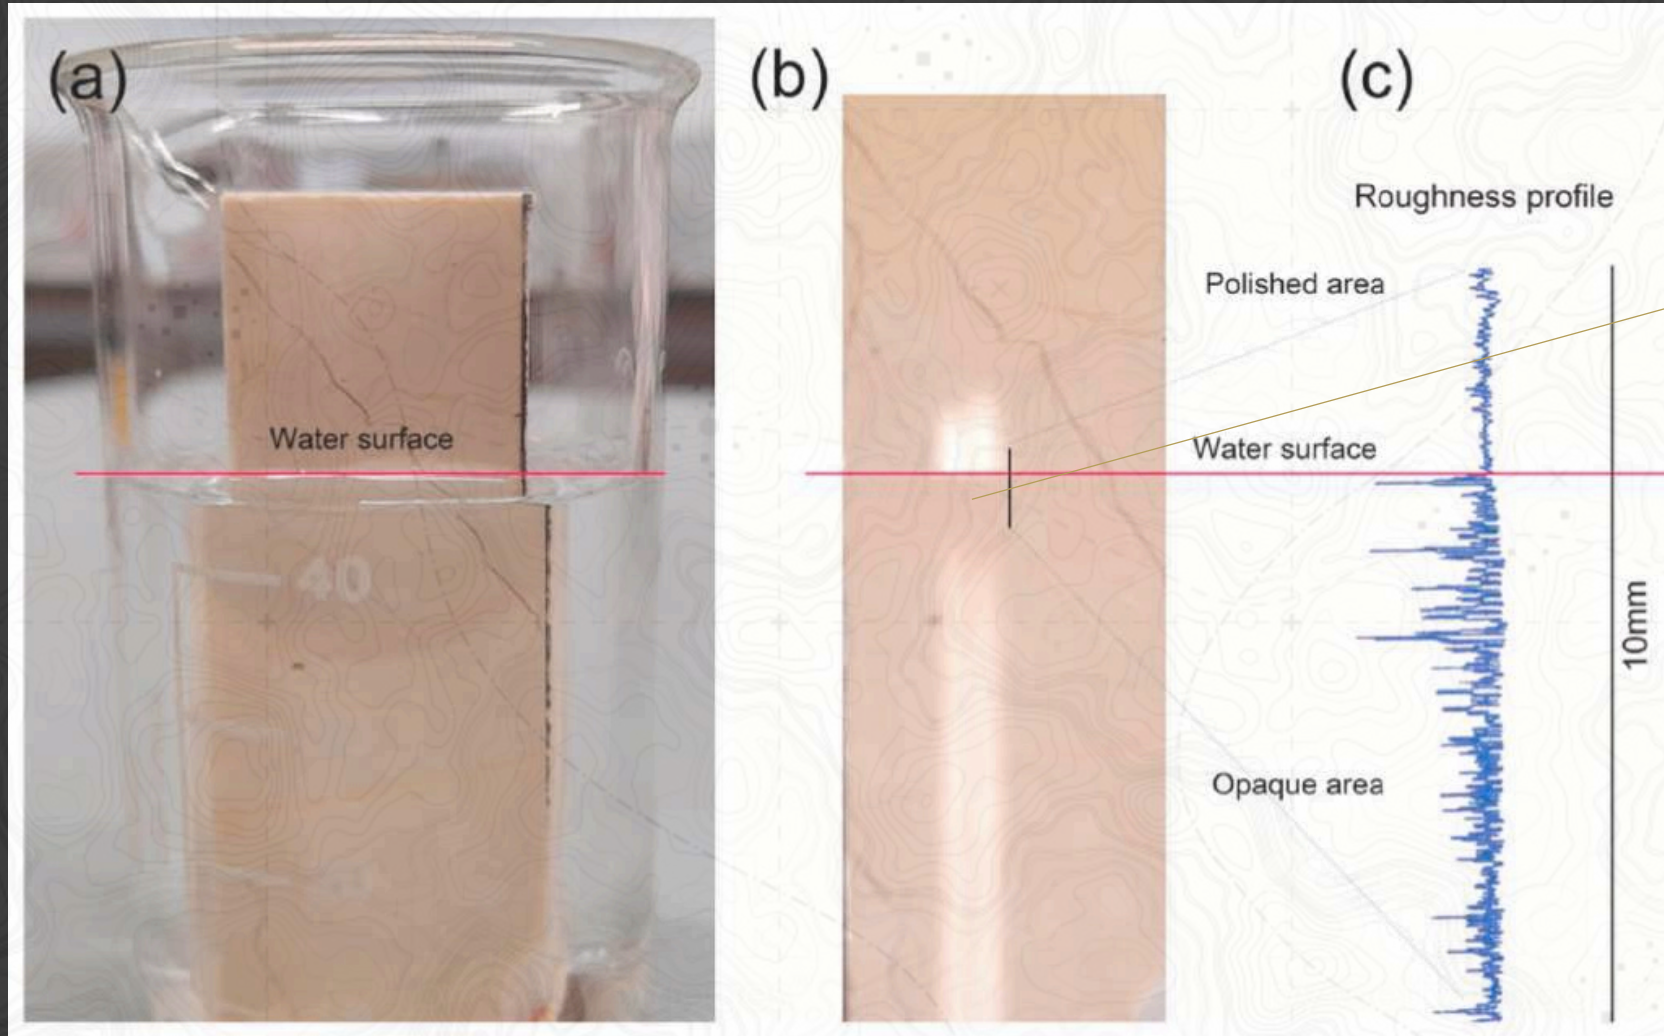 (a)
Water surface
40
(b)
(c)
Roughness profile
Polished area
Water surface
Opaque area
10mm